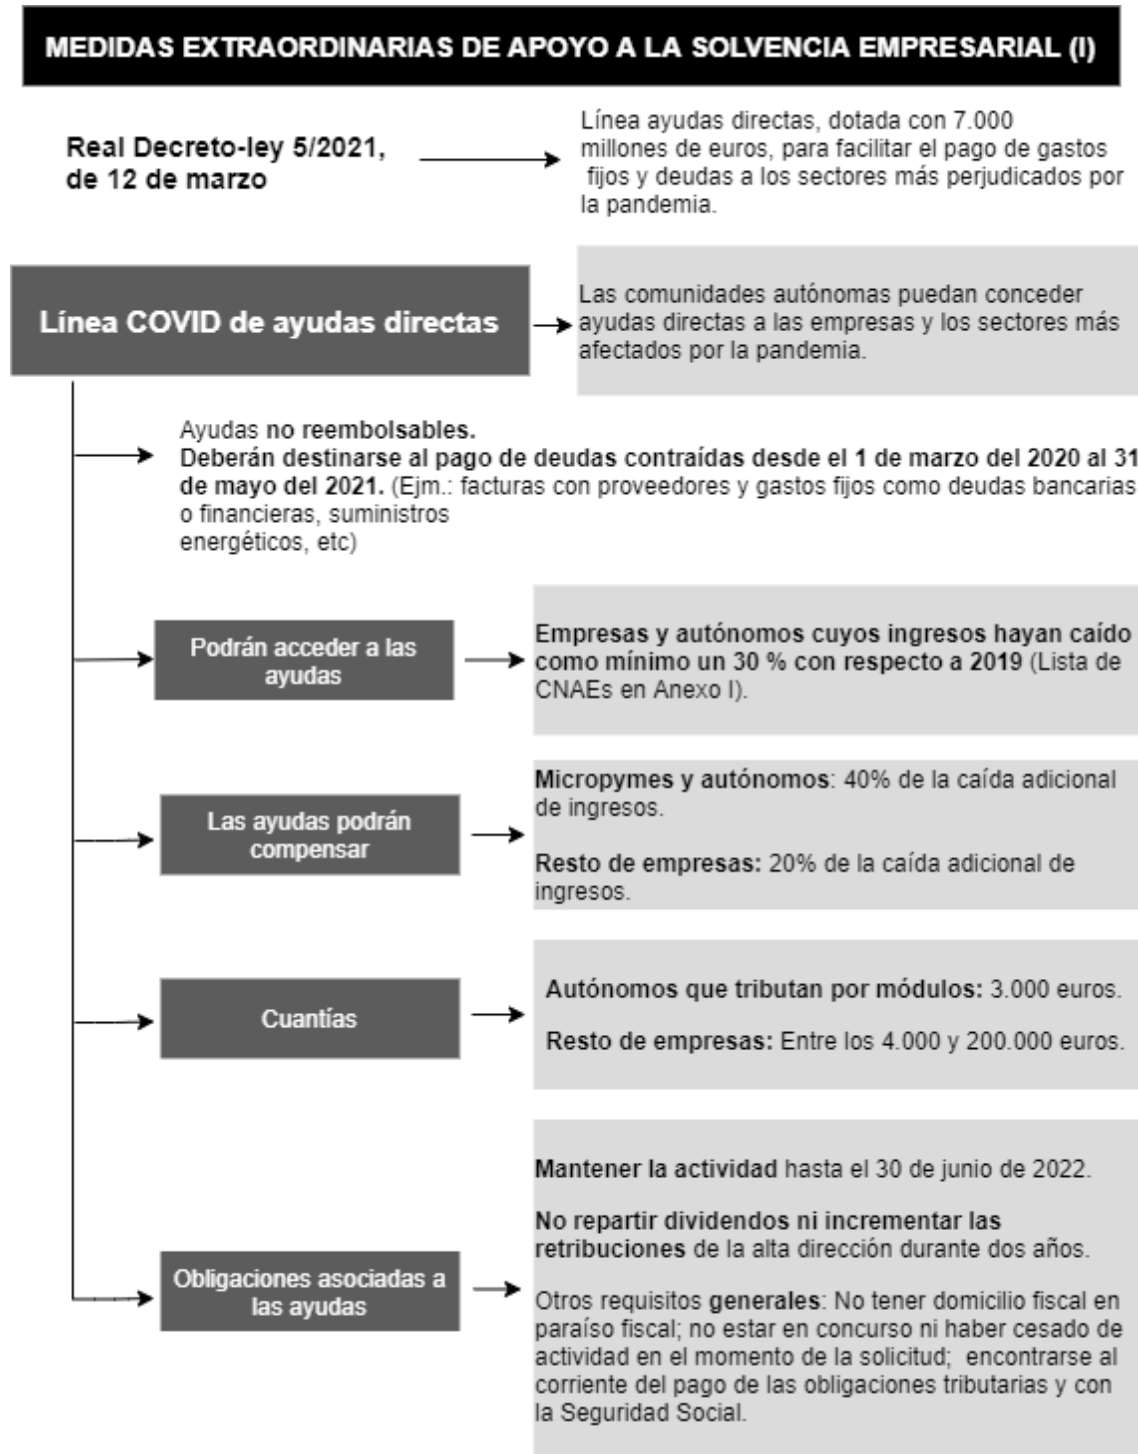 MEDIDAS EXTRAORDINARIAS DE APOYO A LA SOLVENCIA EMPRESARIAL (I)
Real Decreto-ley 5/2021,
de 12 de marzo
Línea ayudas directas, dotada con 7.000
millones de euros, para facilitar el pago de gastos
fijos y deudas a los sectores más perjudicados por
la pandemia.
Línea COVID de ayudas directas
Las comunidades autónomas puedan conceder
ayudas directas a las empresas y los sectores más
afectados por la pandemia.
Ayudas no reembolsables.
Deberán destinarse al pago de deudas contraídas desde el 1 de marzo del 2020 al 31
de mayo del 2021. (Ejm.: facturas con proveedores y gastos fijos como deudas bancarias
o financieras, suministros
energéticos, etc)
Podrán acceder a las
ayudas
Empresas y autónomos cuyos ingresos hayan caído
como mínimo un 30 % con respecto a 2019 (Lista de
CNAEs en Anexo I).
Las ayudas podrán
compensar
Micropymes y autónomos: 40% de la caída adicional
de ingresos.
Resto de empresas: 20% de la caída adicional de
ingresos.
Cuantías
Autónomos que tributan por módulos: 3.000 euros.
Resto de empresas: Entre los 4.000 y 200.000 euros.
Obligaciones asociadas a
las ayudas
Mantener la actividad hasta el 30 de junio de 2022.
No repartir dividendos ni incrementar las
retribuciones de la alta dirección durante dos años.
Otros requisitos generales: No tener domicilio fiscal en
paraíso fiscal; no estar en concurso ni haber cesado de
actividad en el momento de la solicitud; encontrarse al
corriente del pago de las obligaciones tributarias y con
la Seguridad Social.